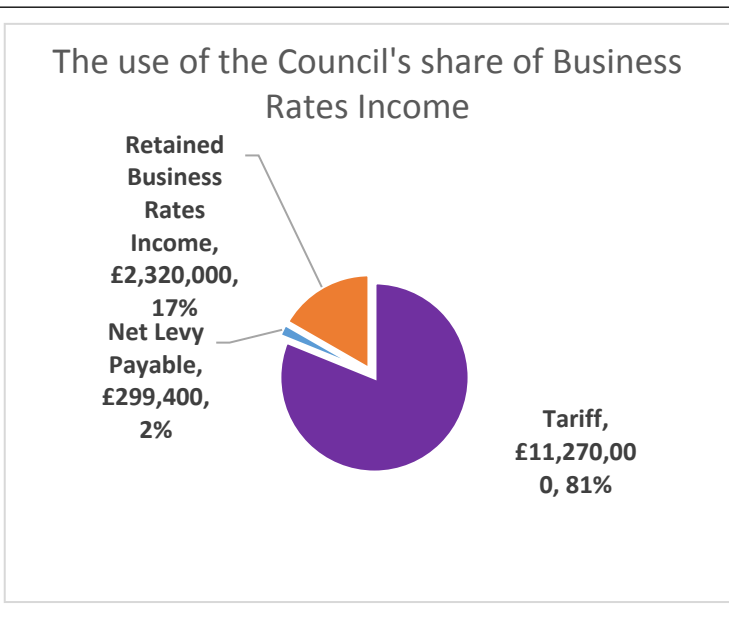 The use of the Council's share of Business
Rates Income
Retained
Business
Rates
Income,
£2,320,000,
17%
Net Levy
Payable,
£299,400,
2%
Tariff,
£11,270,00
0, 81%